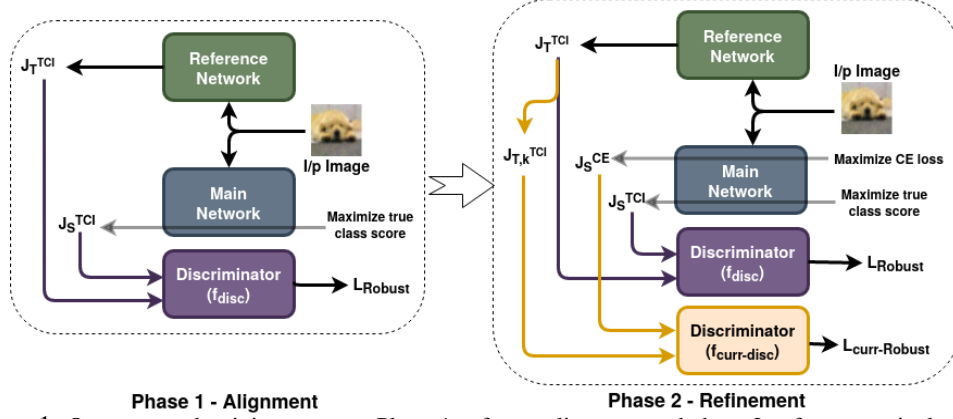 Reference
Network
J_T^TCI
I/p Image
Main
Network
J_S^TCI
Maximize true
class score
Discriminator
(f_disc)
L_Robust
Phase 1 - Alignment
Reference
Network
J_T^TCI
I/p Image
J_T,k^TCI
J_S^CE
Maximize CE loss
Main
Network
J_S^TCI
Maximize true
class score
Discriminator
(f_disc)
L_Robust
Discriminator
(f_curr-disc)
L_curr-Robust
Phase 2 - Refinement